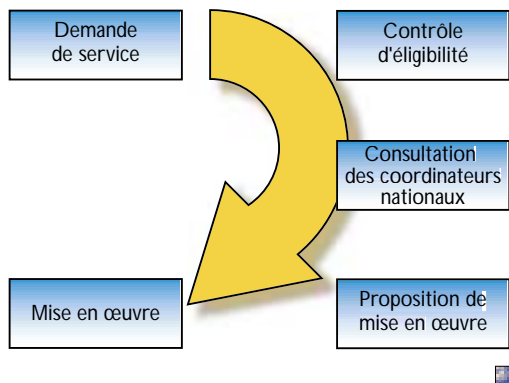 Demande
de service
Contrôle
d'éligibilité
Consultation
des coordinateurs
nationaux
Proposition de
mise en œuvre
Mise en œuvre